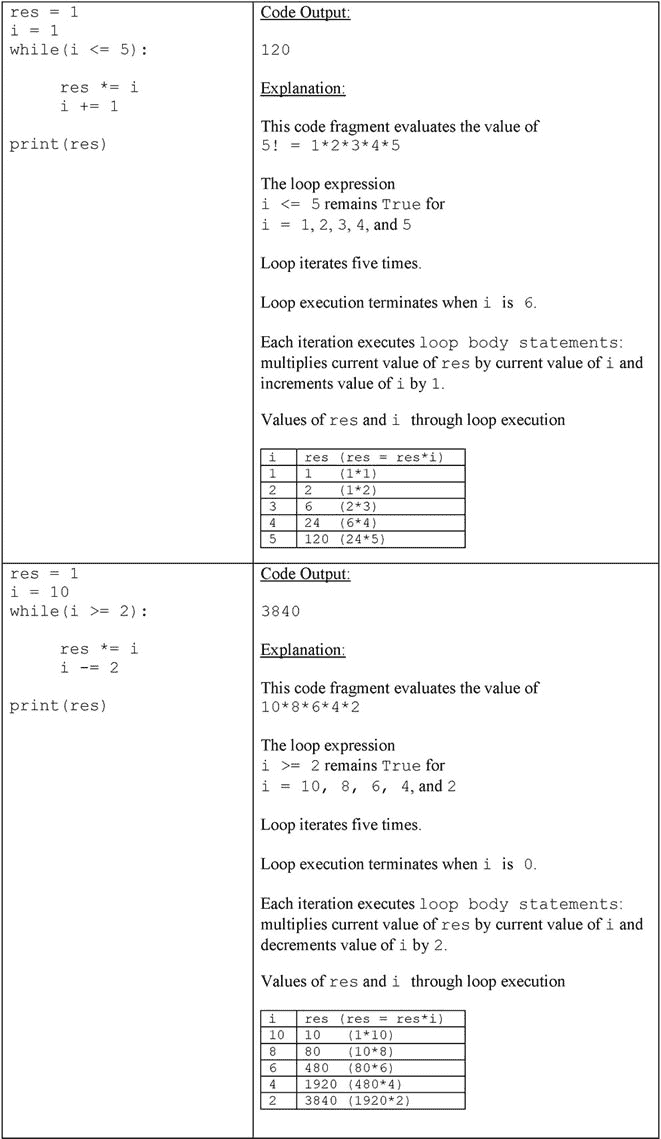 res = 1
i = 1
while(i <= 5):
res *= i
i += 1
print(res)
Code Output:
120
Explanation:
This code fragment evaluates the value of
5! = 1*2*3*4*5
The loop expression
i <= 5 remains True for
i = 1, 2, 3, 4, and 5
Loop iterates five times.
Loop execution terminates when i is 6.
Each iteration executes loop body statements:
multiplies current value of res by current value of i and
increments value of i by 1.
Values of res and i through loop execution
i res (res = res*i)
1 1 (1*1)
2 2 (1*2)
3 6 (2*3)
4 24 (6*4)
5 120 (24*5)
res = 1
i = 10
while(i >= 2):
res *= i
i -= 2
print(res)
Code Output:
3840
Explanation:
This code fragment evaluates the value of
10*8*6*4*2
The loop expression
i >= 2 remains True for
i = 10, 8, 6, 4, and 2
Loop iterates five times.
Loop execution terminates when i is 0.
Each iteration executes loop body statements:
multiplies current value of res by current value of i and
decrements value of i by 2.
Values of res and i through loop execution
i res (res = res*i)
10 10 (1*10)
8 80 (10*8)
6 480 (80*6)
4 1920 (480*4)
2 3840 (1920*2)